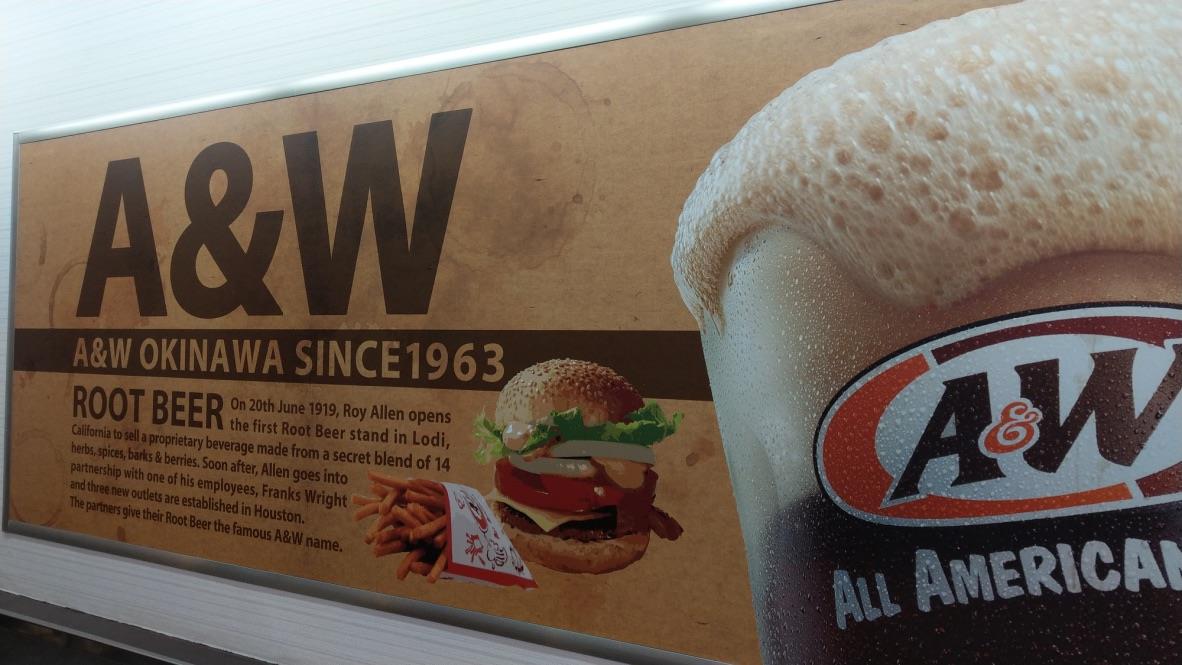 A&W
A&W OKINAWA SINCE1963
ROOT BEER
On 20th June 1919, Roy Allen opens
the first Root Beer stand in Lodi,
California to sell a proprietary beverage made from a secret blend of 14
herbs, spices, barks & berries. Soon after, Allen goes into
partnership with one of his employees, Franks Wright
and three new outlets are established in Houston.
The partners give their Root Beer the famous A&W name.
A&W
ALL AMERICAN